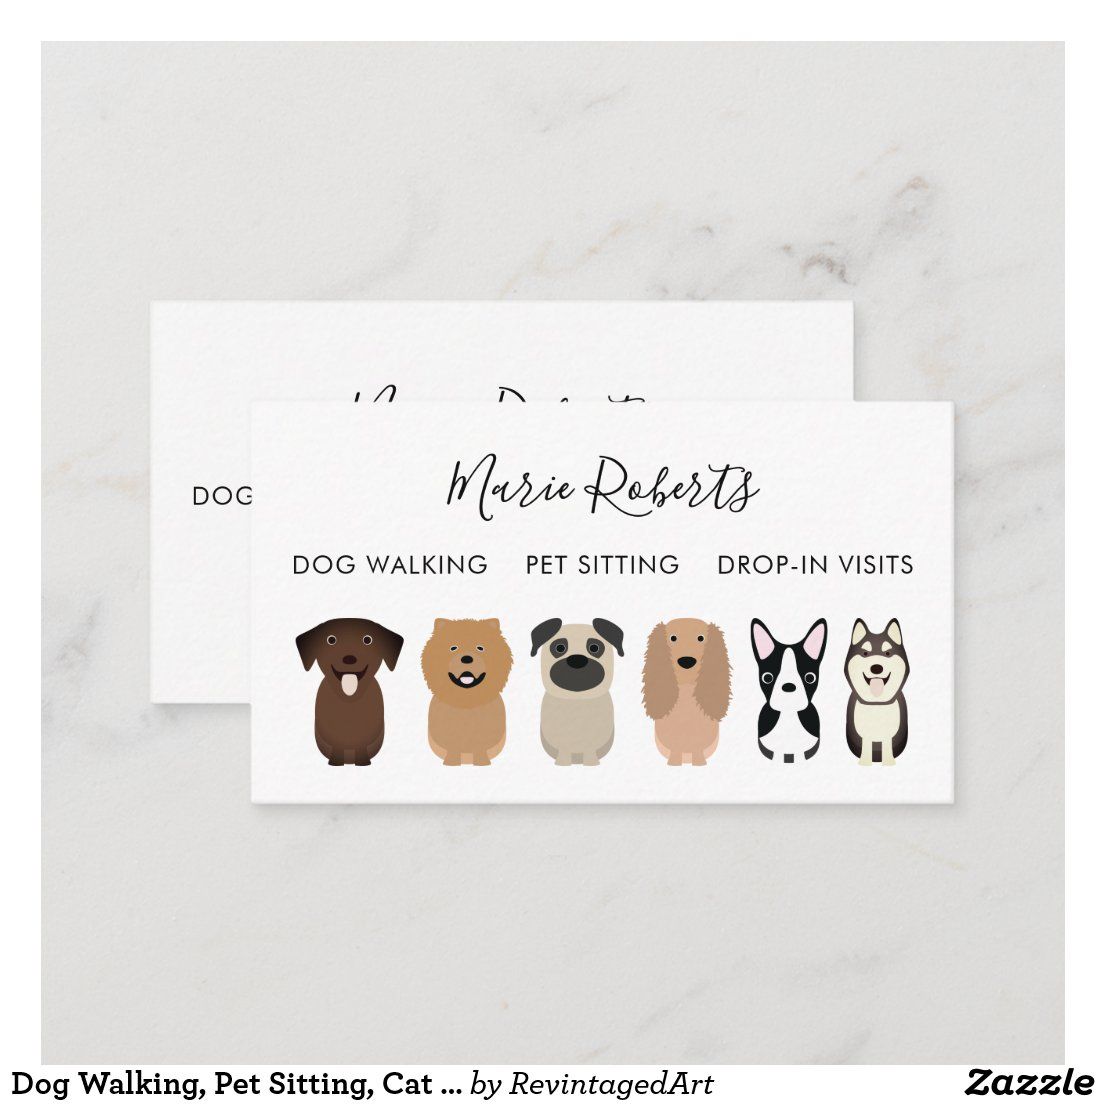 DOG
Marie Roberts
DOG WALKING PET SITTING DROP-IN VISITS
Dog Walking, Pet Sitting, Cat ... by RevintagedArt
Zazzle